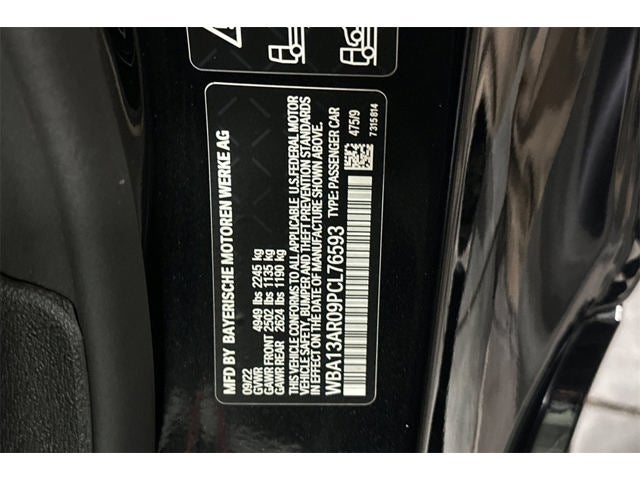 MFD BY BAYERISCHE MOTOREN WERKE AG
09/22
GVWR 4949 lbs 2245 kg
GAWR FRONT 2502 lbs 1135 kg
GAWR REAR 2624 lbs 1190 kg
THIS VEHICLE CONFORMS TO ALL APPLICABLE U.S. FEDERAL MOTOR
VEHICLE SAFETY, BUMPER AND THEFT PREVENTION STANDARDS
IN EFFECT ON THE DATE OF MANUFACTURE SHOWN ABOVE.
WBA13AR09PCL76593 TYPE: PASSENGER CAR
475/9
7315814